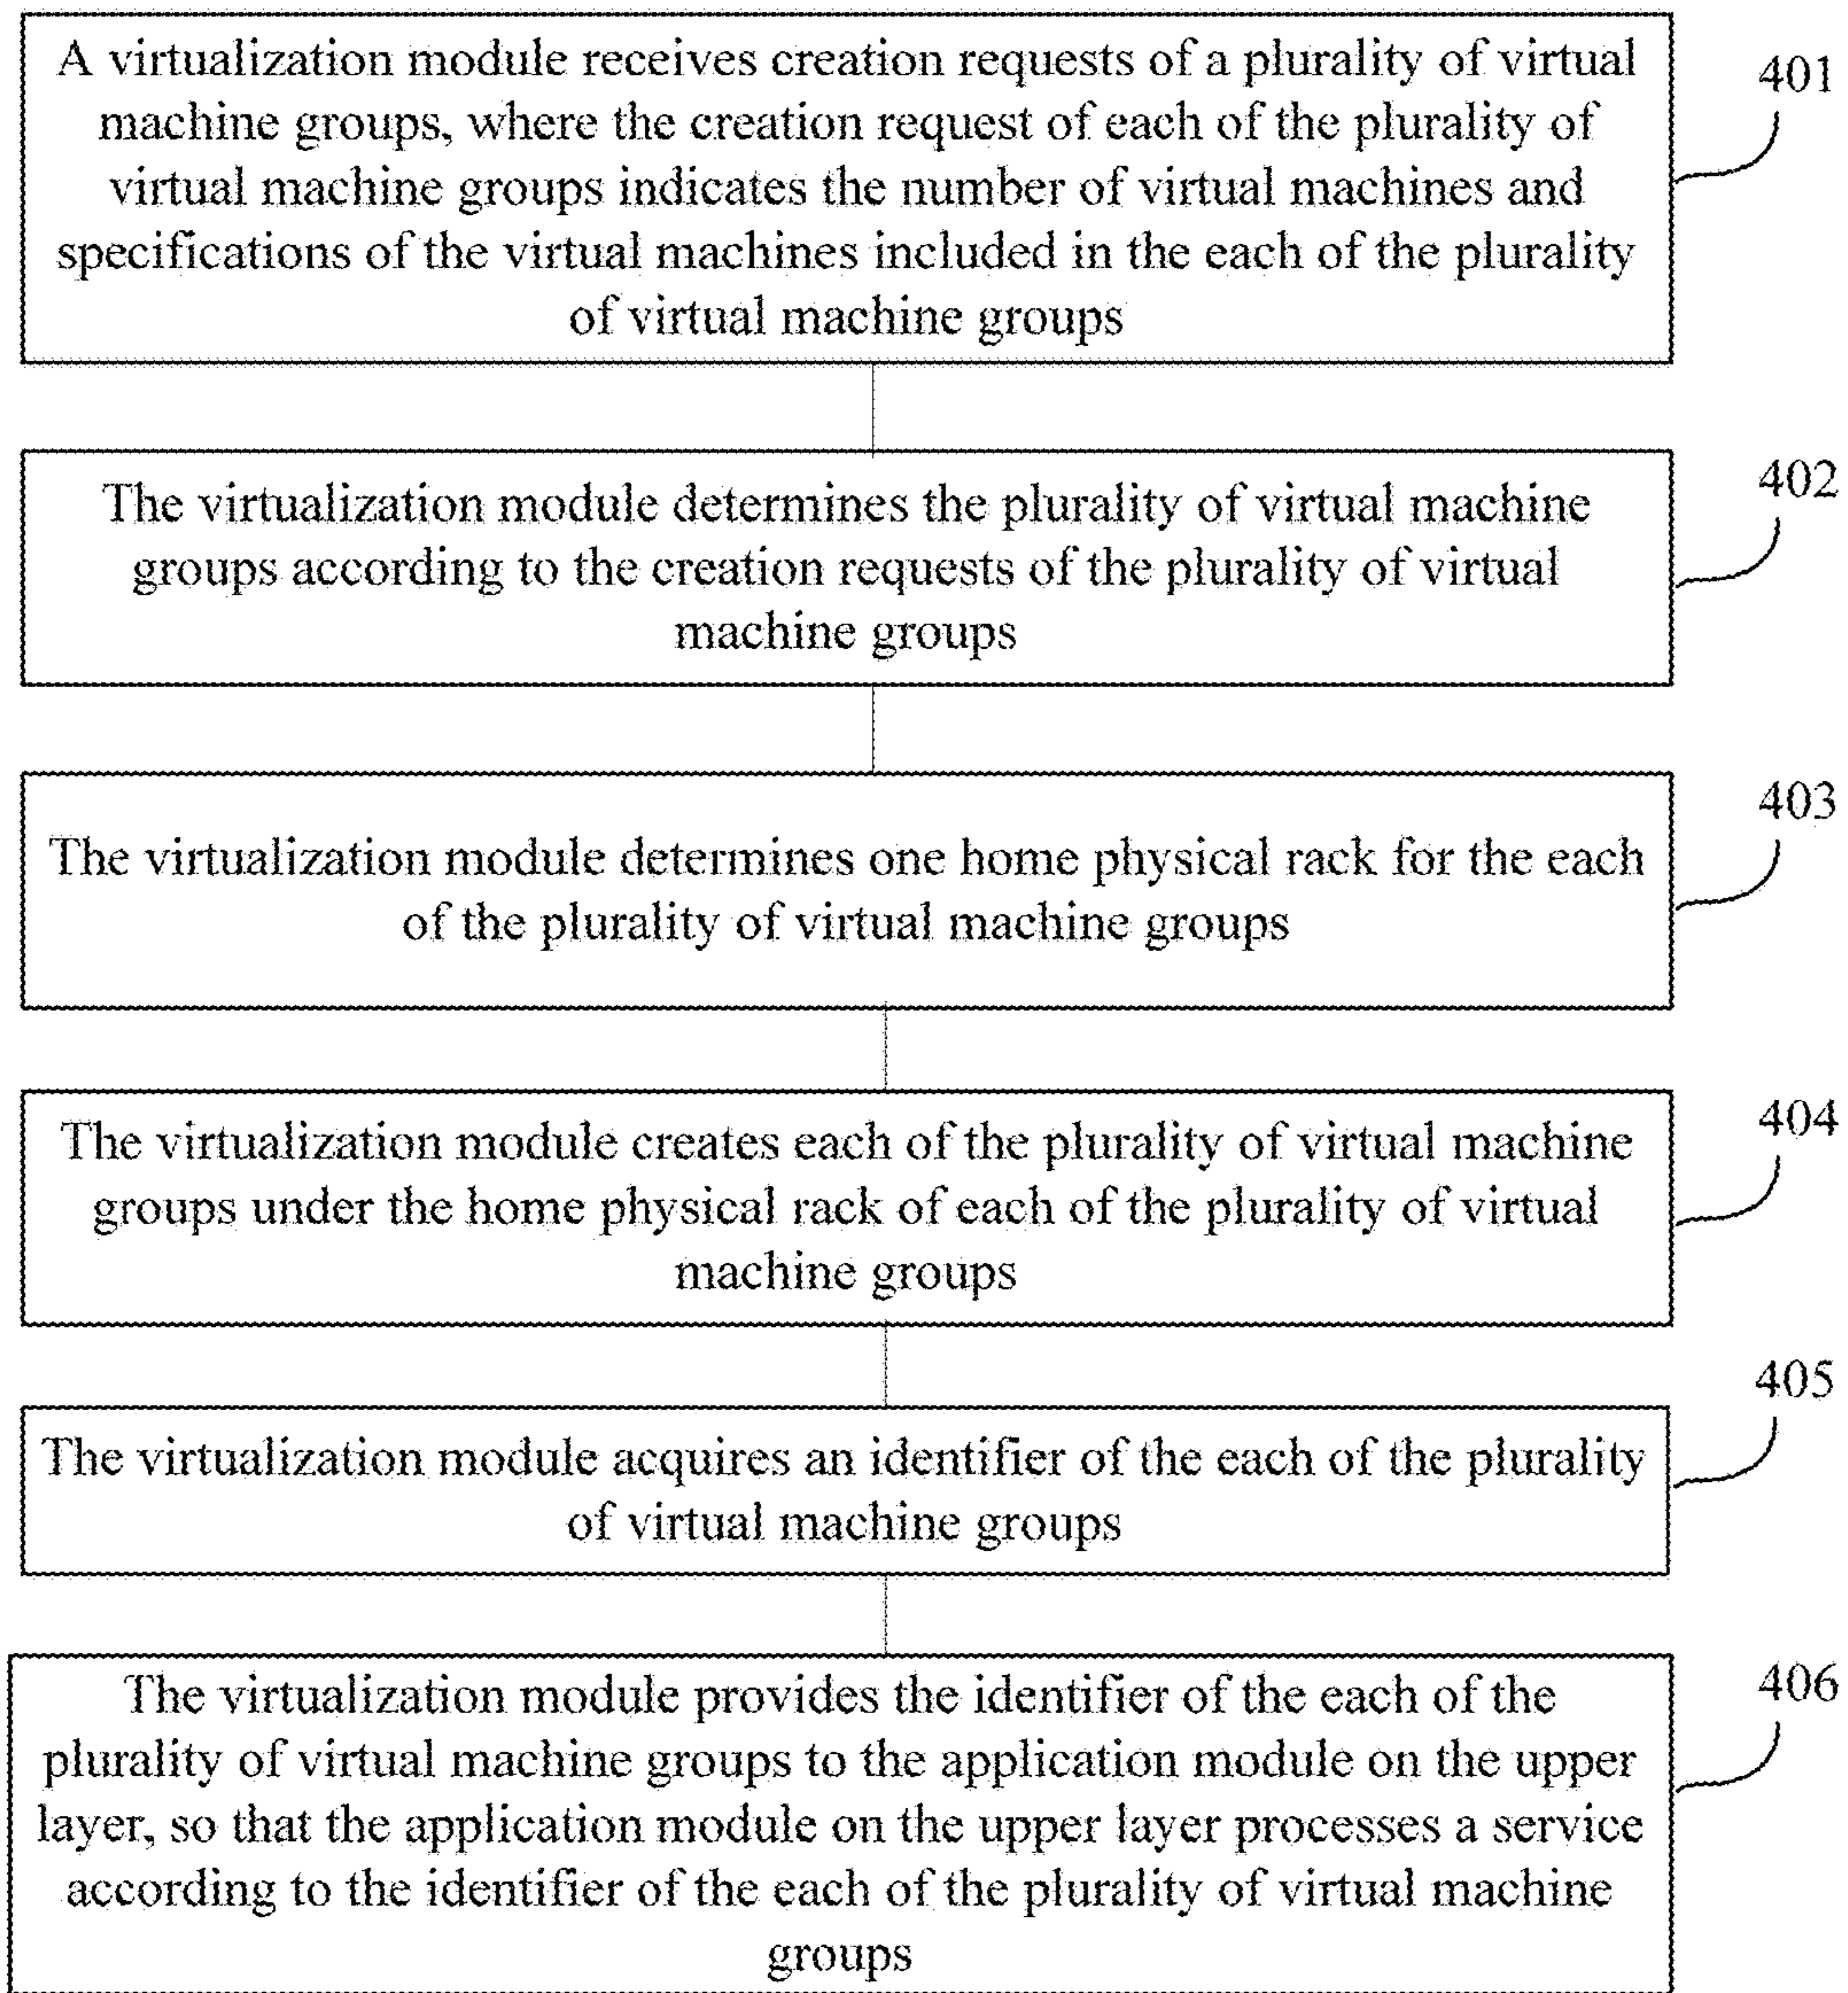 A virtualization module receives creation requests of a plurality of virtual
machine groups, where the creation request of each of the plurality of
virtual machine groups indicates the number of virtual machines and
specifications of the virtual machines included in the each of the plurality
of virtual machine groups
401
The virtualization module determines the plurality of virtual machine
groups according to the creation requests of the plurality of virtual
machine groups
402
The virtualization module determines one home physical rack for the each
of the plurality of virtual machine groups
403
The virtualization module creates each of the plurality of virtual machine
groups under the home physical rack of each of the plurality of virtual
machine groups
404
The virtualization module acquires an identifier of the each of the plurality
of virtual machine groups
405
The virtualization module provides the identifier of the each of the
plurality of virtual machine groups to the application module on the upper
layer, so that the application module on the upper layer processes a service
according to the identifier of the each of the plurality of virtual machine
groups
406